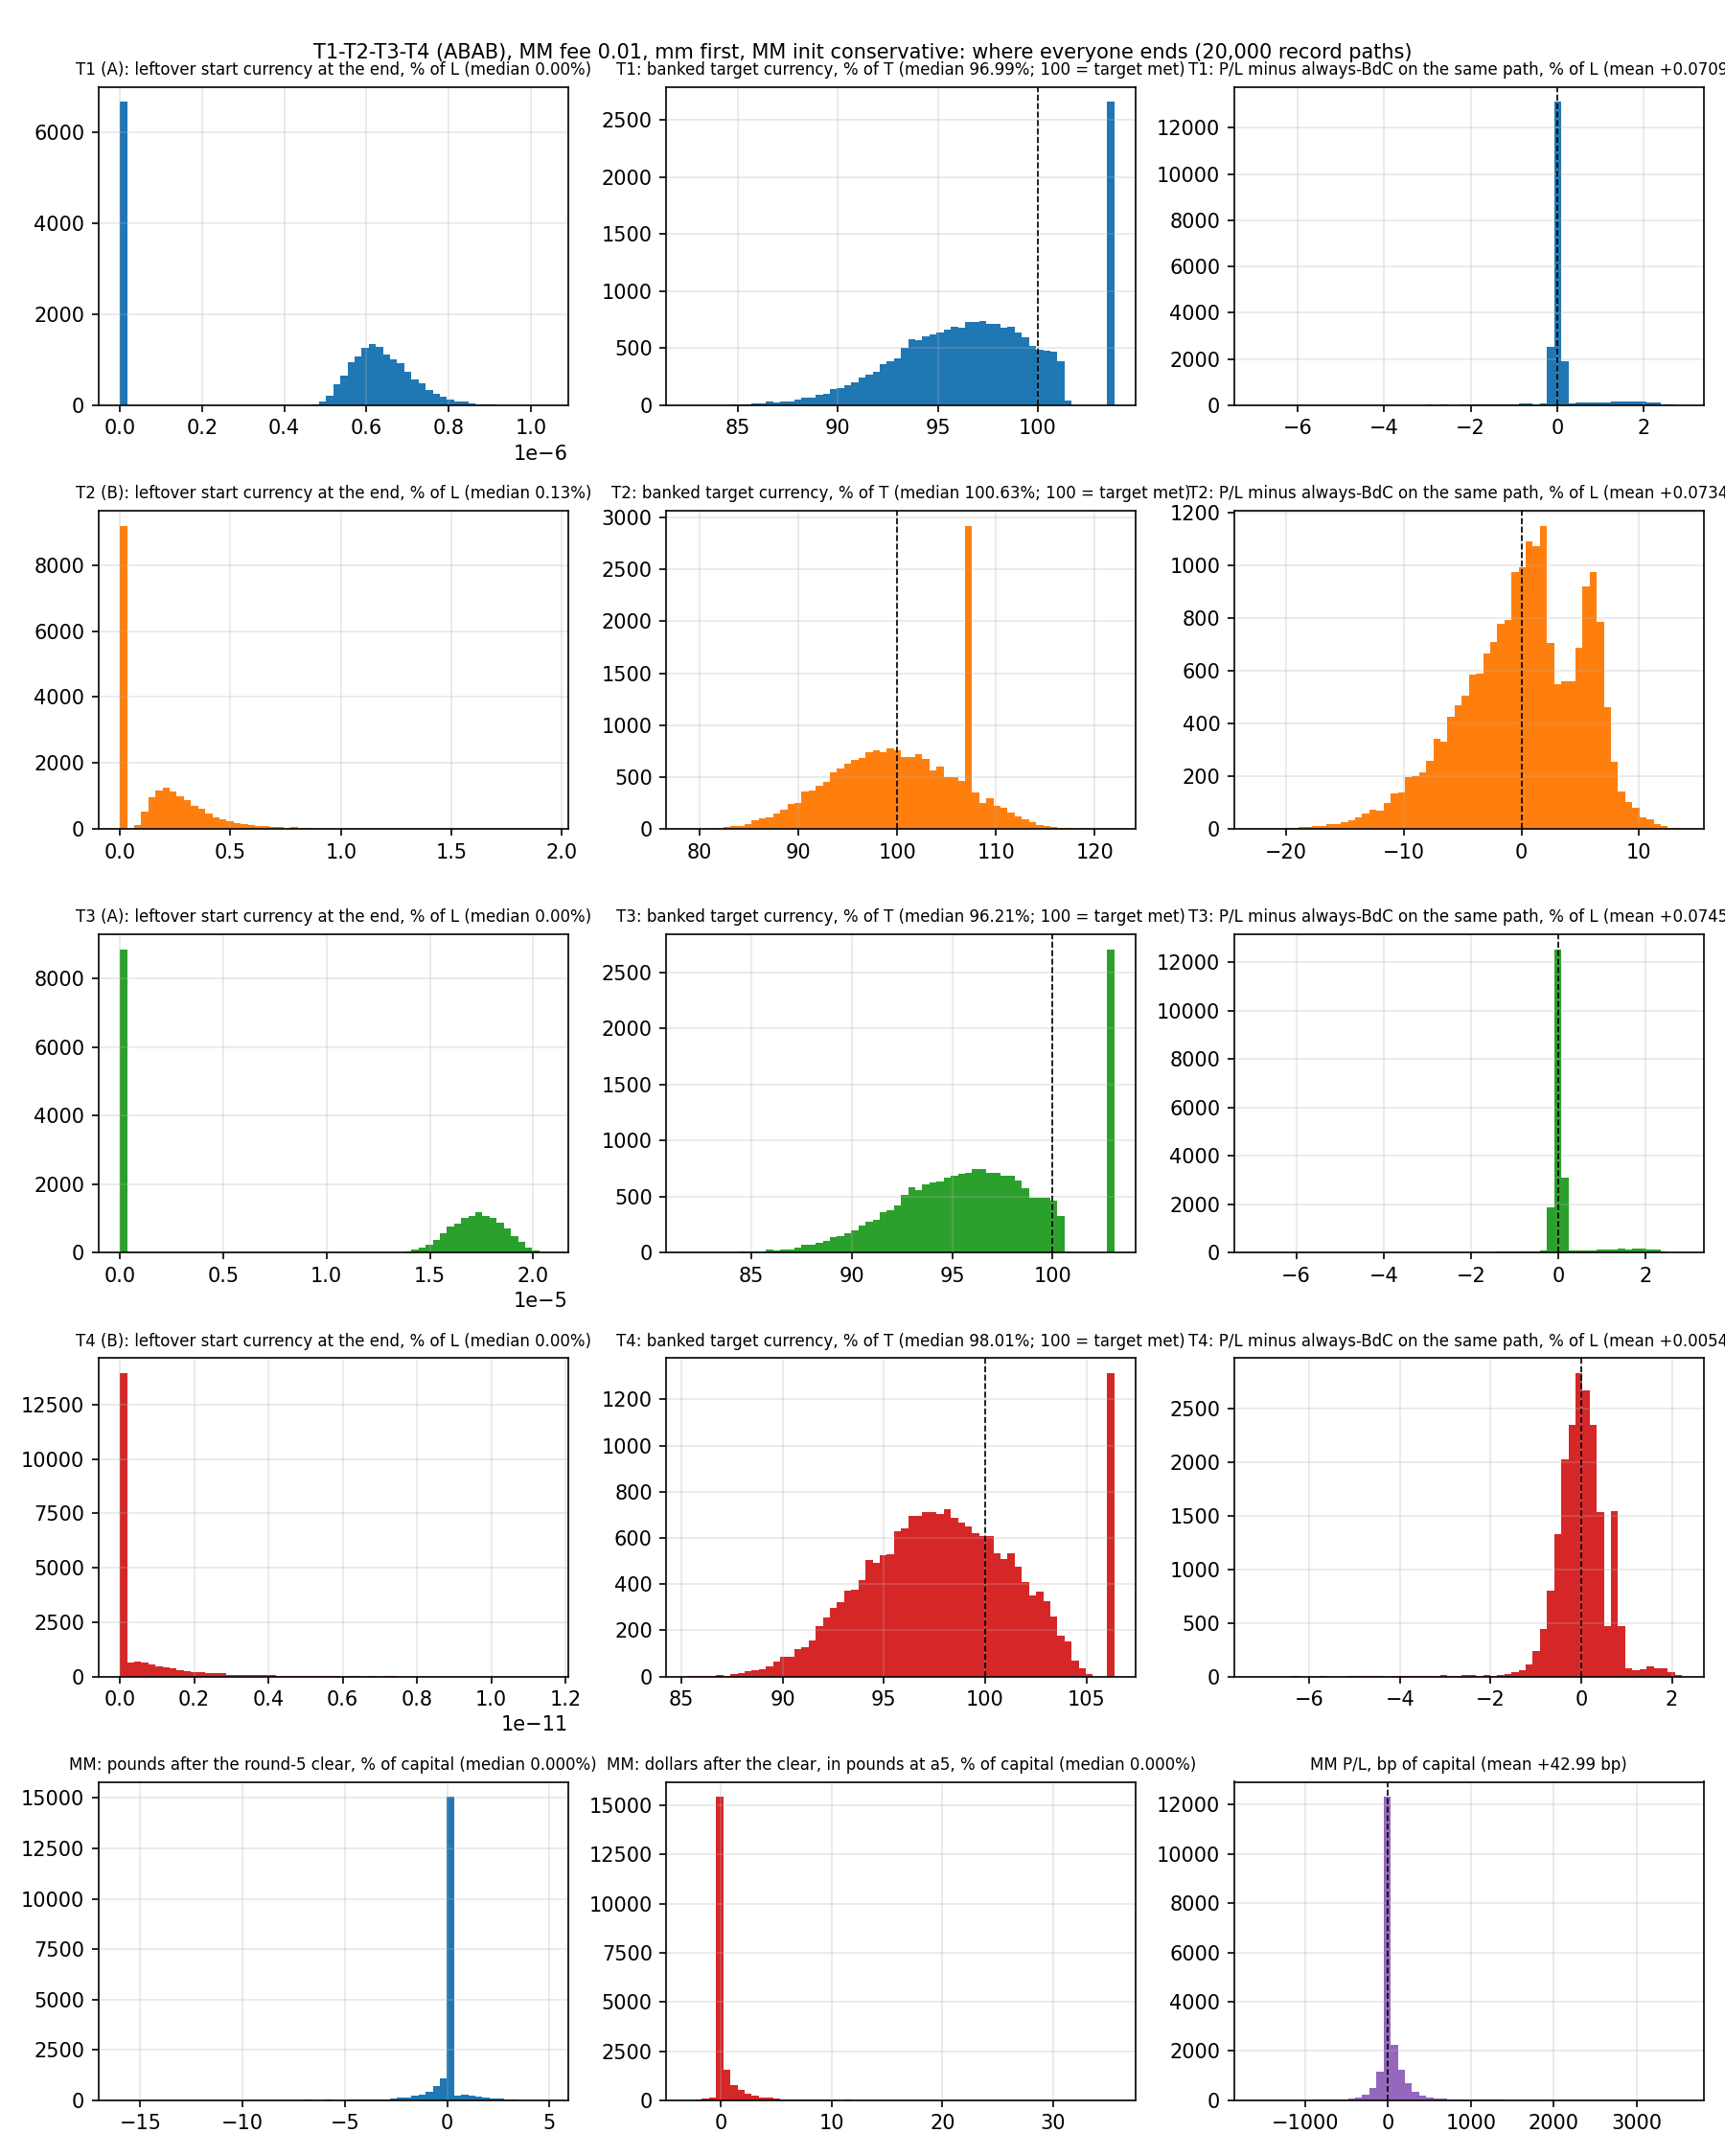 T1-T2-T3-T4 (ABAB), MM fee 0.01, mm first, MM init conservative: where everyone ends (20,000 record paths)
T1 (A): leftover start currency at the end, % of L (median 0.00%)
6000
4000
2000
0
0.0 0.2 0.4 0.6 0.8 1.0
1e−6
T1: banked target currency, % of T (median 96.99%; 100 = target met)
2500
2000
1500
1000
500
0
85 90 95 100
T1: P/L minus always-BdC on the same path, % of L (mean +0.0709
12000
10000
8000
6000
4000
2000
0
−6 −4 −2 0 2
T2 (B): leftover start currency at the end, % of L (median 0.13%)
8000
6000
4000
2000
0
0.0 0.5 1.0 1.5 2.0
T2: banked target currency, % of T (median 100.63%; 100 = target met)
3000
2500
2000
1500
1000
500
0
80 90 100 110 120
T2: P/L minus always-BdC on the same path, % of L (mean +0.0734
1200
1000
800
600
400
200
0
−20 −10 0 10
T3 (A): leftover start currency at the end, % of L (median 0.00%)
8000
6000
4000
2000
0
0.0 0.5 1.0 1.5 2.0
1e−5
T3: banked target currency, % of T (median 96.21%; 100 = target met)
2500
2000
1500
1000
500
0
85 90 95 100
T3: P/L minus always-BdC on the same path, % of L (mean +0.0745
12000
10000
8000
6000
4000
2000
0
−6 −4 −2 0 2
T4 (B): leftover start currency at the end, % of L (median 0.00%)
12500
10000
7500
5000
2500
0
0.0 0.2 0.4 0.6 0.8 1.0 1.2
1e−11
T4: banked target currency, % of T (median 98.01%; 100 = target met)
1200
1000
800
600
400
200
0
85 90 95 100 105
T4: P/L minus always-BdC on the same path, % of L (mean +0.0054
2500
2000
1500
1000
500
0
−6 −4 −2 0 2
MM: pounds after the round-5 clear, % of capital (median 0.000%)
15000
12500
10000
7500
5000
2500
0
−15 −10 −5 0 5
MM: dollars after the clear, in pounds at a5, % of capital (median 0.000%)
15000
12500
10000
7500
5000
2500
0
0 10 20 30
MM P/L, bp of capital (mean +42.99 bp)
12000
10000
8000
6000
4000
2000
0
−1000 0 1000 2000 3000